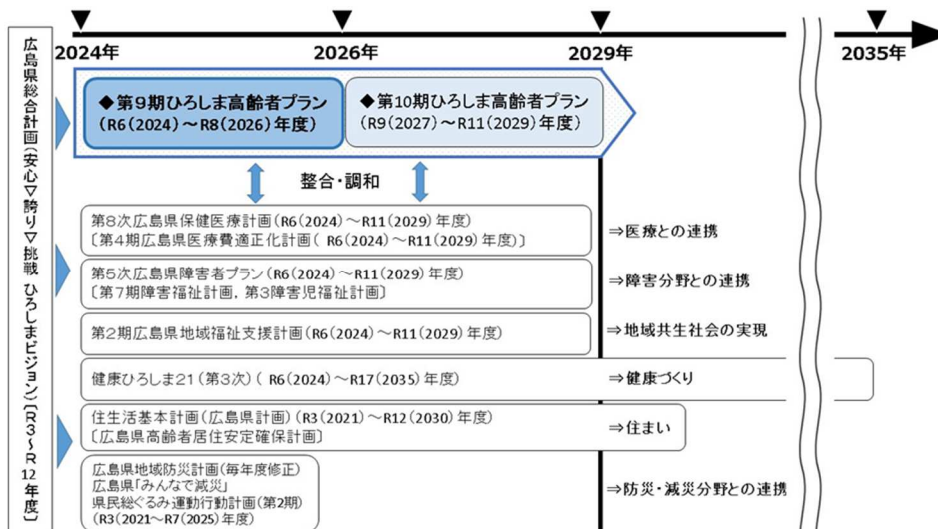 2024年
2026年
2029年
2035年
広島県総合計画(安心▽誇り▽挑戦 ひろしまビジョン)〔R3～R12年度〕
◆第9期ひろしま高齢者プラン
(R6(2024)～R8(2026)年度)
◆第10期ひろしま高齢者プラン
(R9(2027)～R11(2029)年度)
整合・調和
第8次広島県保健医療計画(R6(2024)～R11(2029)年度)
〔第4期広島県医療費適正化計画( R6(2024)～R11(2029)年度)〕
⇒医療との連携
第5次広島県障害者プラン(R6(2024)～R11(2029)年度)
〔第7期障害福祉計画，第3障害児福祉計画〕
⇒障害分野との連携
第2期広島県地域福祉支援計画(R6(2024)～R11(2029)年度)
⇒地域共生社会の実現
健康ひろしま21(第3次)( R6(2024)～R17(2035)年度)
⇒健康づくり
住生活基本計画(広島県計画)(R3(2021)～R12(2030)年度)
〔広島県高齢者居住安定確保計画〕
⇒住まい
広島県地域防災計画(毎年度修正)
広島県「みんなで減災」
県民総ぐるみ運動行動計画(第2期)
(R3(2021～R7(2025)年度)
⇒防災・減災分野との連携